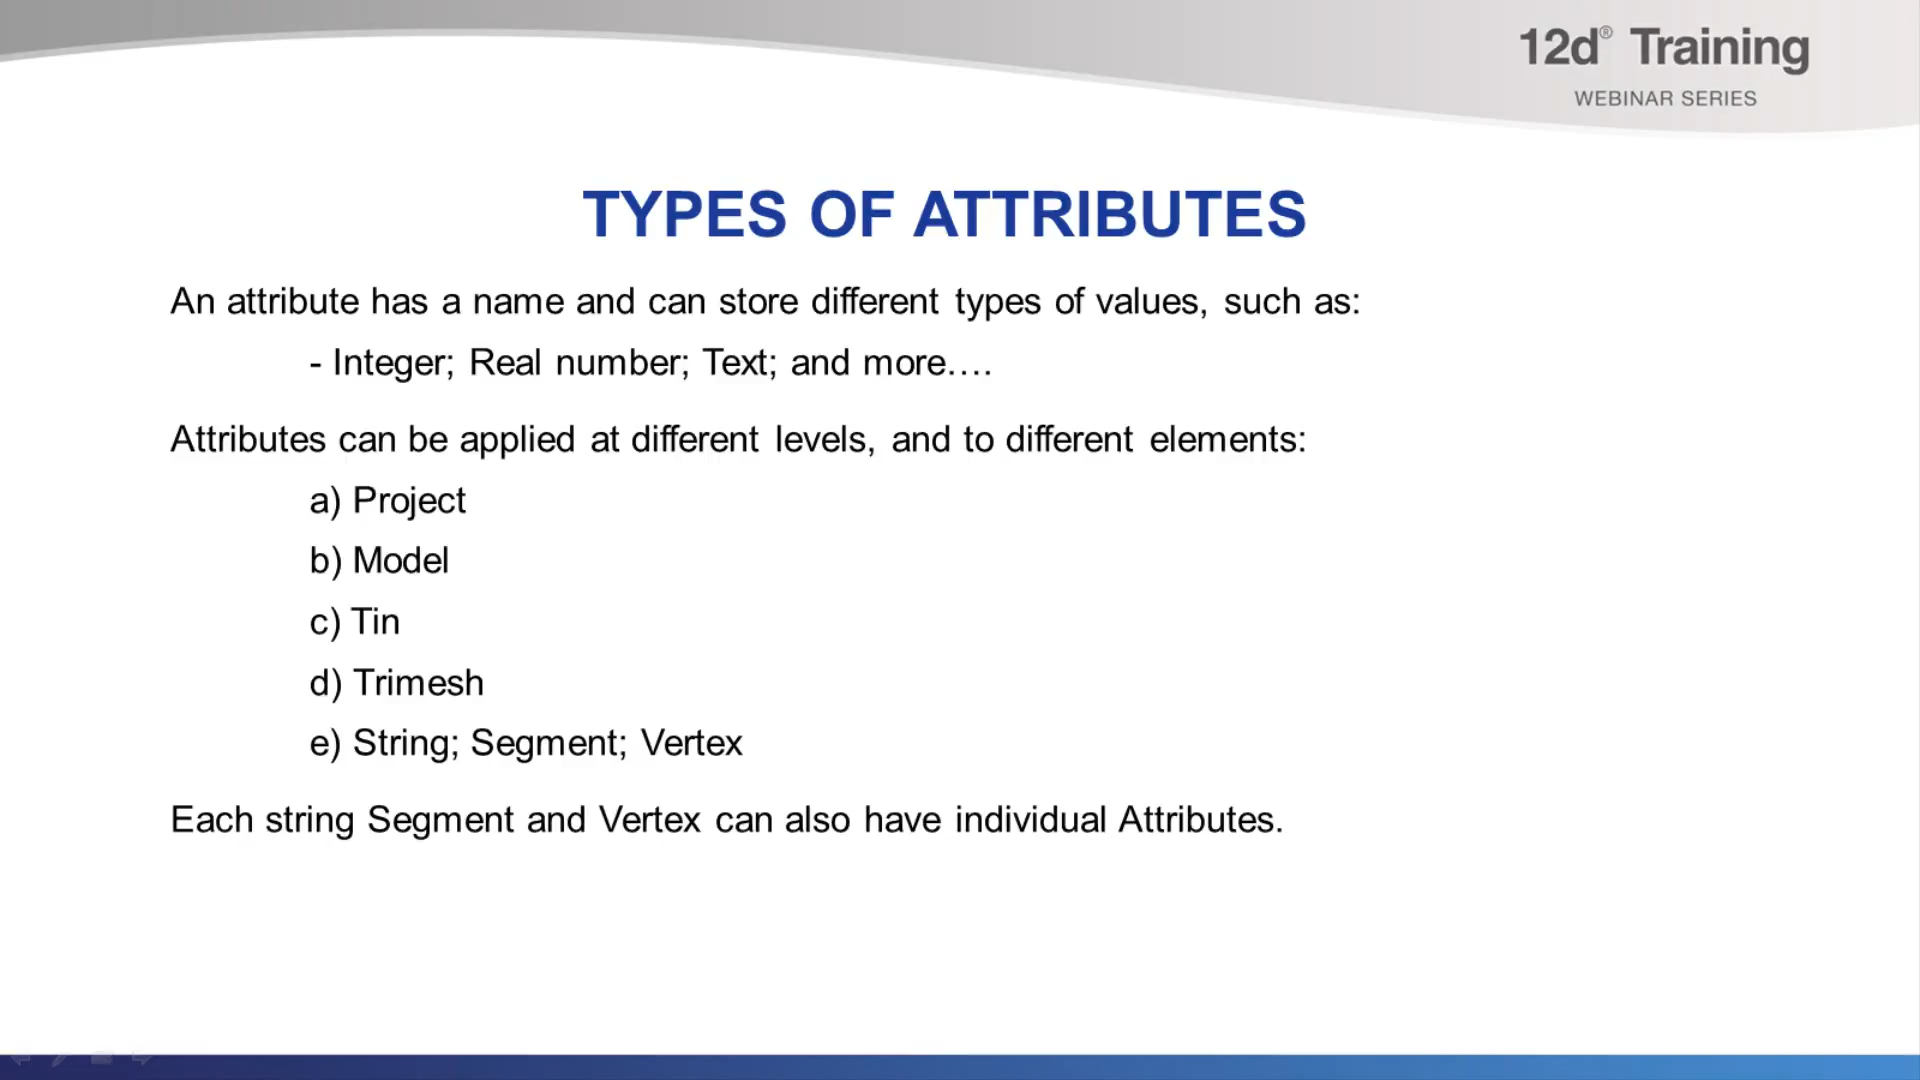 12d® Training
WEBINAR SERIES
TYPES OF ATTRIBUTES
An attribute has a name and can store different types of values, such as:
- Integer; Real number; Text; and more….
Attributes can be applied at different levels, and to different elements:
a) Project
b) Model
c) Tin
d) Trimesh
e) String; Segment; Vertex
Each string Segment and Vertex can also have individual Attributes.